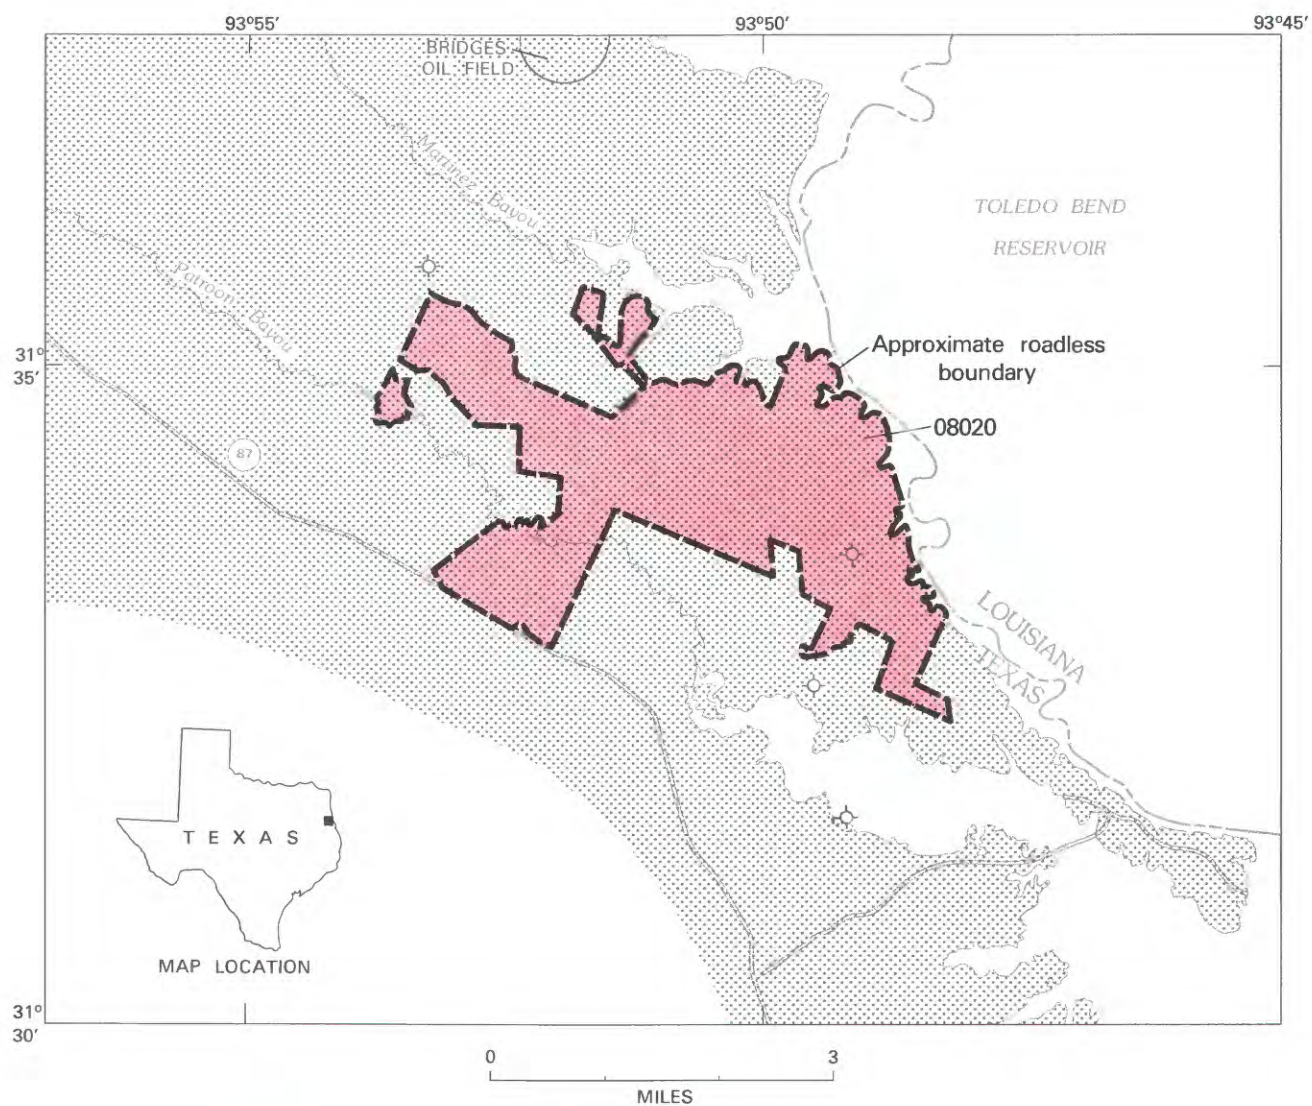 93°55′
93°50′
93°45′
BRIDGES
OIL FIELD
Martinez Bayou
TOLEDO BEND
RESERVOIR
Patroon Bayou
31°
35′
Approximate roadless
boundary
08020
87
LOUISIANA
TEXAS
TEXAS
MAP LOCATION
31°
30′
0
3
MILES